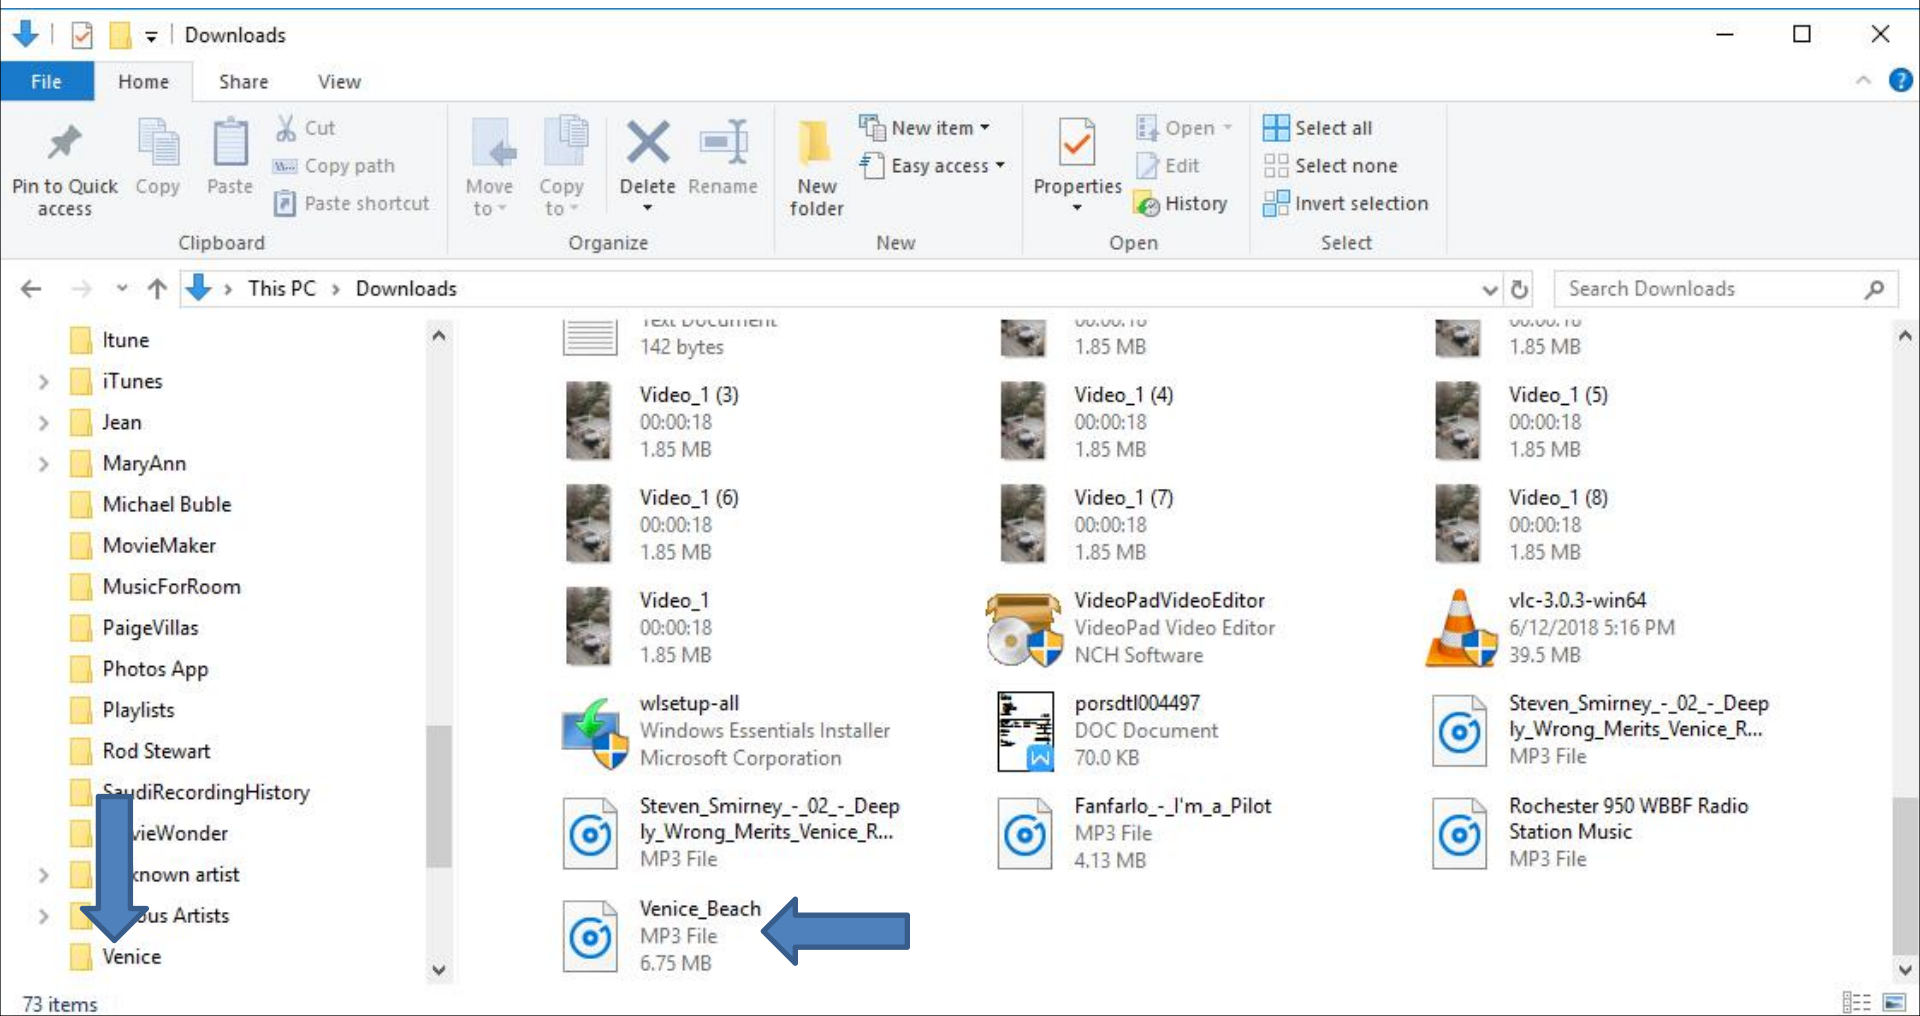 Downloads
File Home Share View
Pin to Quick access
Copy
Paste
Cut
Copy path
Paste shortcut
Clipboard
Move to
Copy to
Delete
Rename
Organize
New folder
New item
Easy access
New
Properties
Open
Edit
History
Open
Select all
Select none
Invert selection
Select
This PC > Downloads
Search Downloads
Itune
iTunes
Jean
MaryAnn
Michael Buble
MovieMaker
MusicForRoom
PaigeVillas
Photos App
Playlists
Rod Stewart
SaudiRecordingHistory
vieWonder
known artist
ous Artists
Venice
Text Document
142 bytes
00:00:18
1.85 MB
00:00:18
1.85 MB
Video_1 (3)
00:00:18
1.85 MB
Video_1 (4)
00:00:18
1.85 MB
Video_1 (5)
00:00:18
1.85 MB
Video_1 (6)
00:00:18
1.85 MB
Video_1 (7)
00:00:18
1.85 MB
Video_1 (8)
00:00:18
1.85 MB
Video_1
00:00:18
1.85 MB
VideoPadVideoEditor
VideoPad Video Editor
NCH Software
vlc-3.0.3-win64
6/12/2018 5:16 PM
39.5 MB
wlsetup-all
Windows Essentials Installer
Microsoft Corporation
porsdtl004497
DOC Document
70.0 KB
Steven_Smirney_-_02_-_Deep
ly_Wrong_Merits_Venice_R...
MP3 File
Steven_Smirney_-_02_-_Deep
ly_Wrong_Merits_Venice_R...
MP3 File
Fanfarlo_-_I'm_a_Pilot
MP3 File
4.13 MB
Rochester 950 WBBF Radio
Station Music
MP3 File
Venice_Beach
MP3 File
6.75 MB
73 items